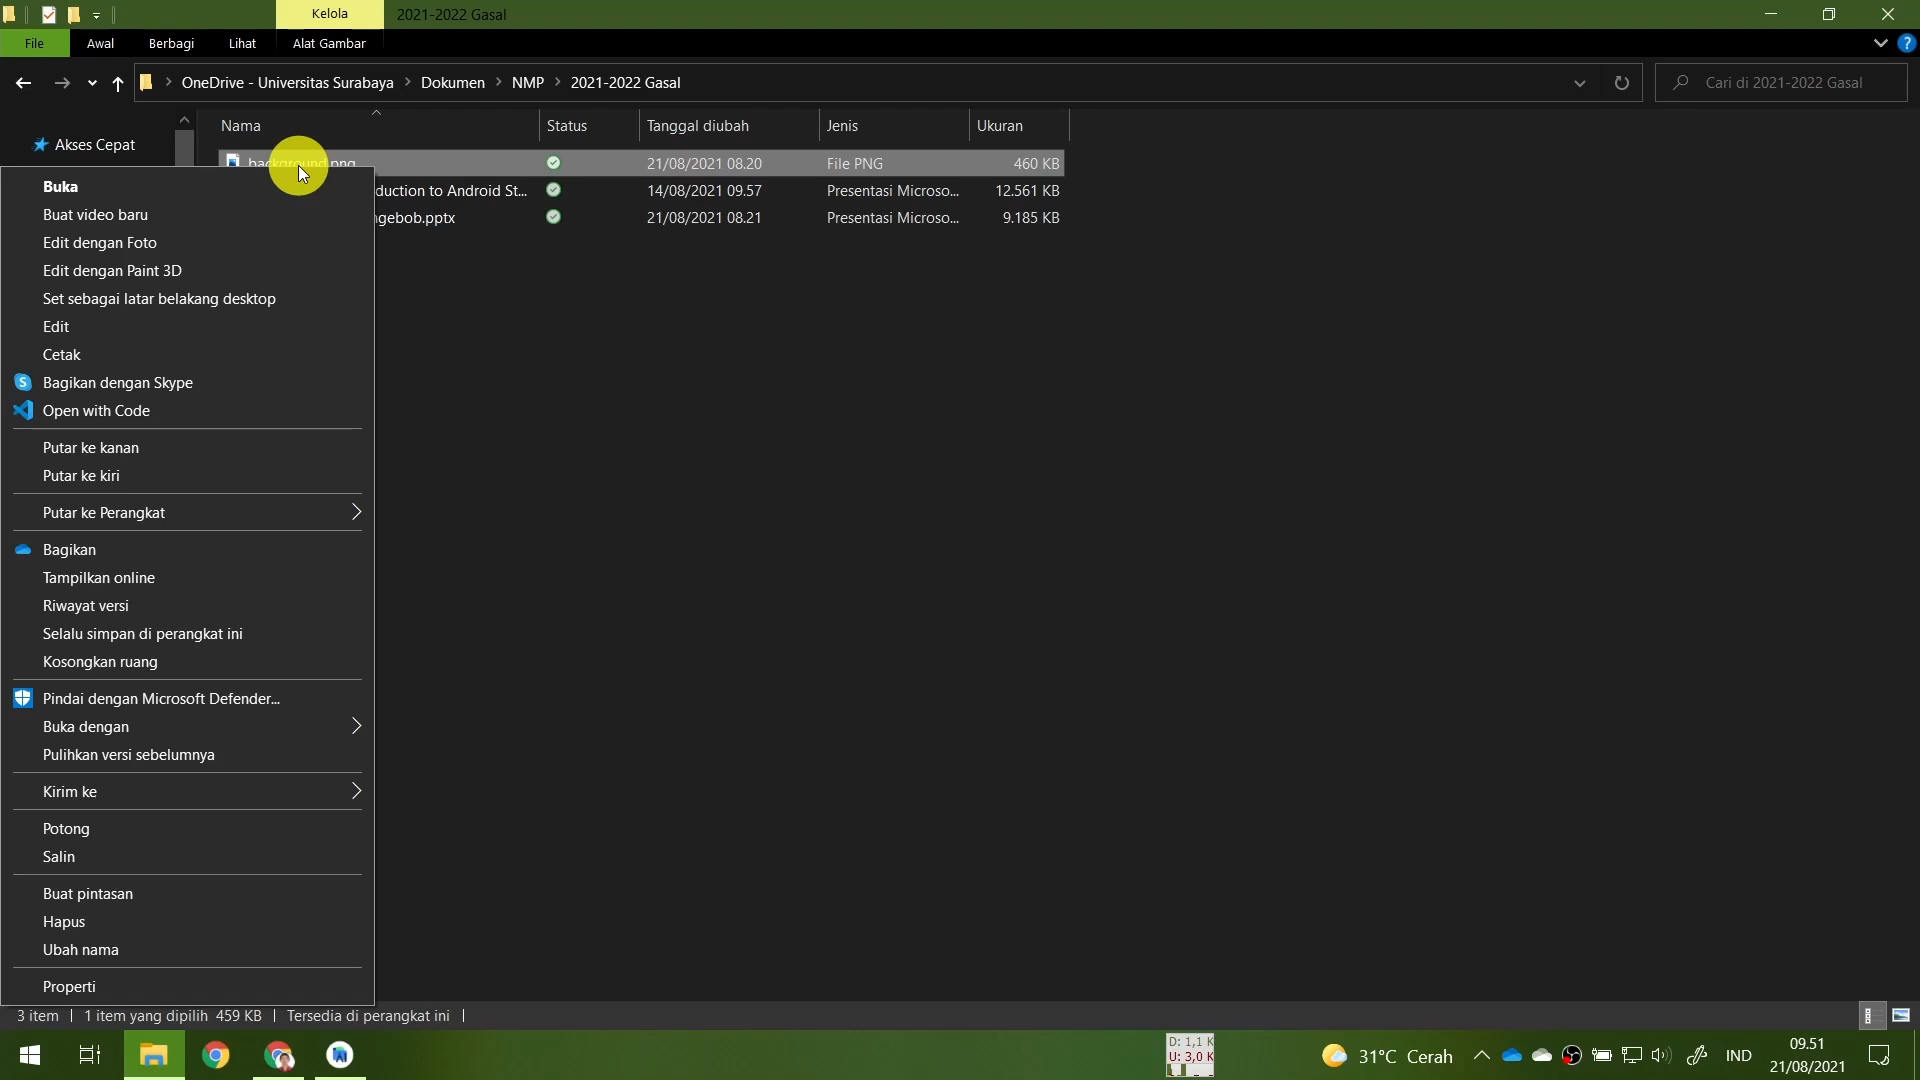 Kelola
2021-2022 Gasal
File
Awal
Berbagi
Lihat
Alat Gambar
OneDrive - Universitas Surabaya
Dokumen
NMP
2021-2022 Gasal
Cari di 2021-2022 Gasal
Nama
Status
Tanggal diubah
Jenis
Ukuran
Akses Cepat
background.png
21/08/2021 08.20
File PNG
460 KB
duction to Android St...
14/08/2021 09.57
Presentasi Microso...
12.561 KB
ngebob.pptx
21/08/2021 08.21
Presentasi Microso...
9.185 KB
Buka
Buat video baru
Edit dengan Foto
Edit dengan Paint 3D
Set sebagai latar belakang desktop
Edit
Cetak
Bagikan dengan Skype
Open with Code
Putar ke kanan
Putar ke kiri
Putar ke Perangkat
Bagikan
Tampilkan online
Riwayat versi
Selalu simpan di perangkat ini
Kosongkan ruang
Pindai dengan Microsoft Defender...
Buka dengan
Pulihkan versi sebelumnya
Kirim ke
Potong
Salin
Buat pintasan
Hapus
Ubah nama
Properti
3 item
1 item yang dipilih 459 KB
Tersedia di perangkat ini
D: 1,1 K
U: 3,0 K
31°C Cerah
IND
09.51
21/08/2021